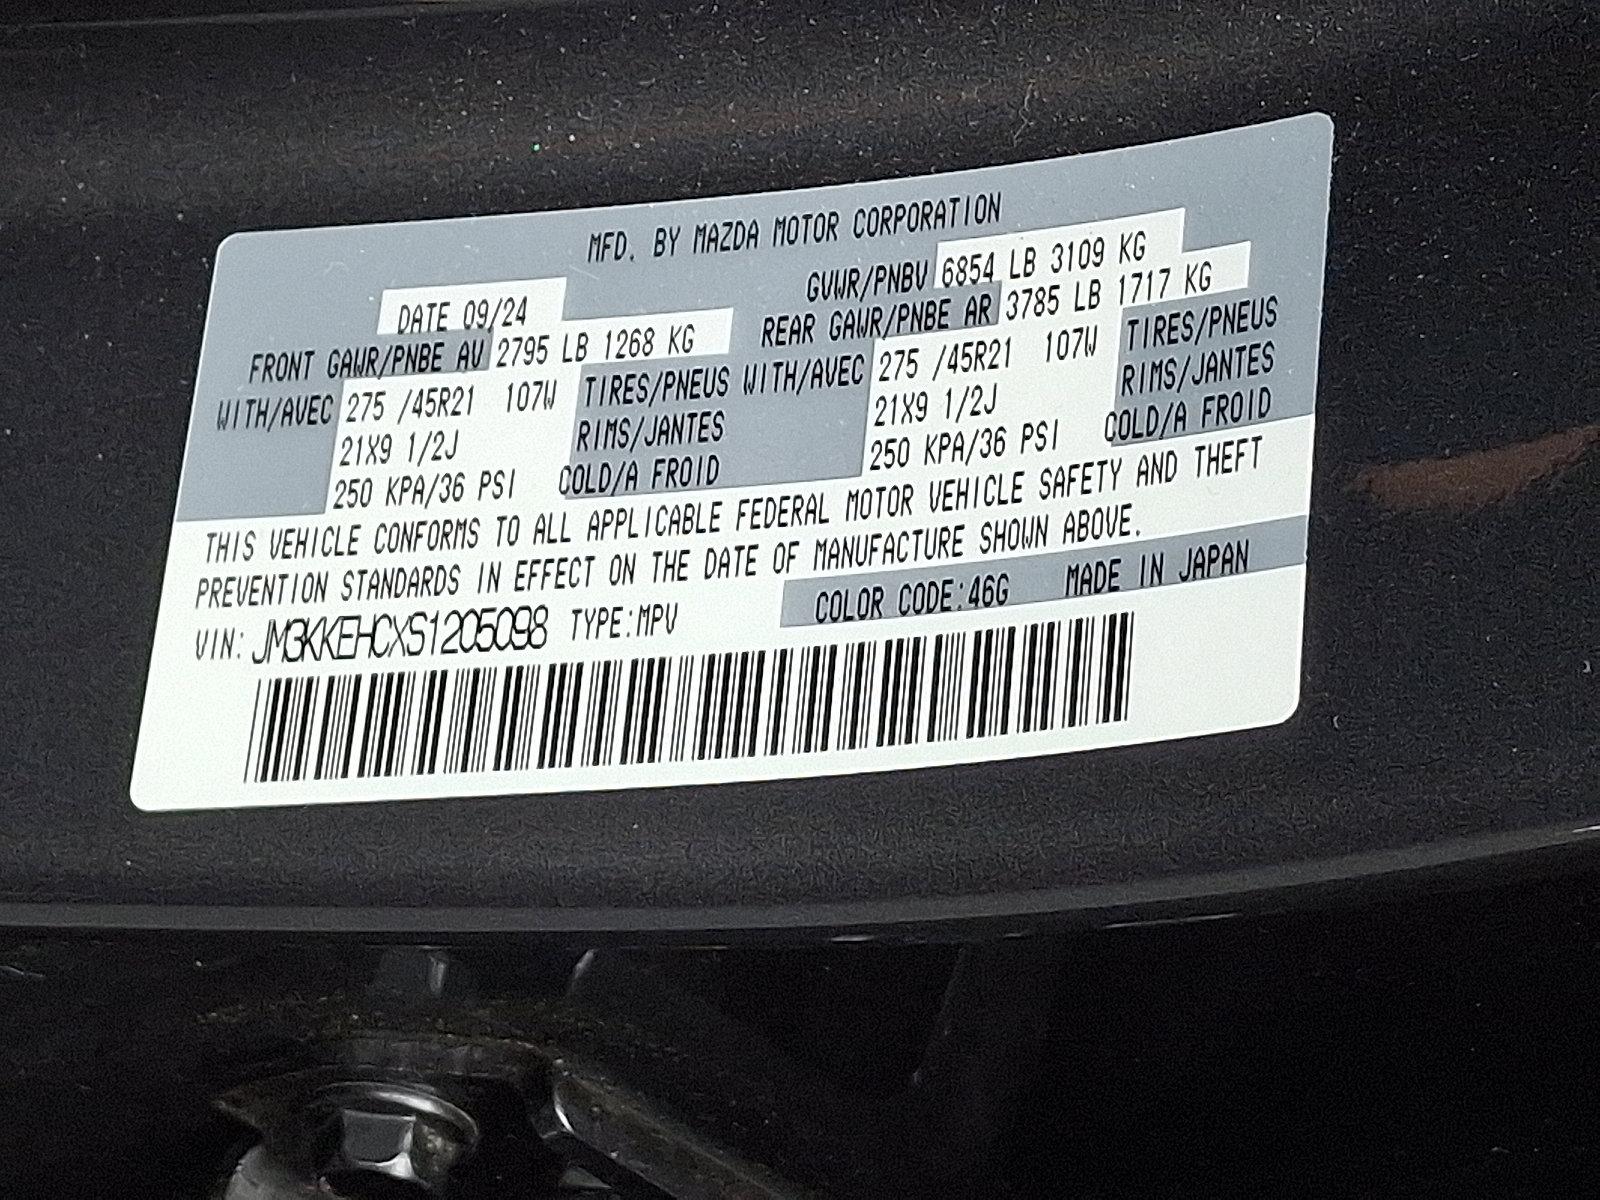 MFD. BY MAZDA MOTOR CORPORATION
DATE 09/24 GVWR/PNBV 6854 LB 3109 KG
FRONT GAWR/PNBE AV 2795 LB 1268 KG REAR GAWR/PNBE AR 3785 LB 1717 KG
WITH/AVEC 275 /45R21 107W TIRES/PNEUS WITH/AVEC 275 /45R21 107W TIRES/PNEUS
21X9 1/2J RIMS/JANTES 21X9 1/2J RIMS/JANTES
250 KPA/36 PSI COLD/A FROID 250 KPA/36 PSI COLD/A FROID
THIS VEHICLE CONFORMS TO ALL APPLICABLE FEDERAL MOTOR VEHICLE SAFETY AND THEFT
PREVENTION STANDARDS IN EFFECT ON THE DATE OF MANUFACTURE SHOWN ABOVE.
VIN: JM3KKEHCXS1205098 TYPE:MPV COLOR CODE:46G MADE IN JAPAN